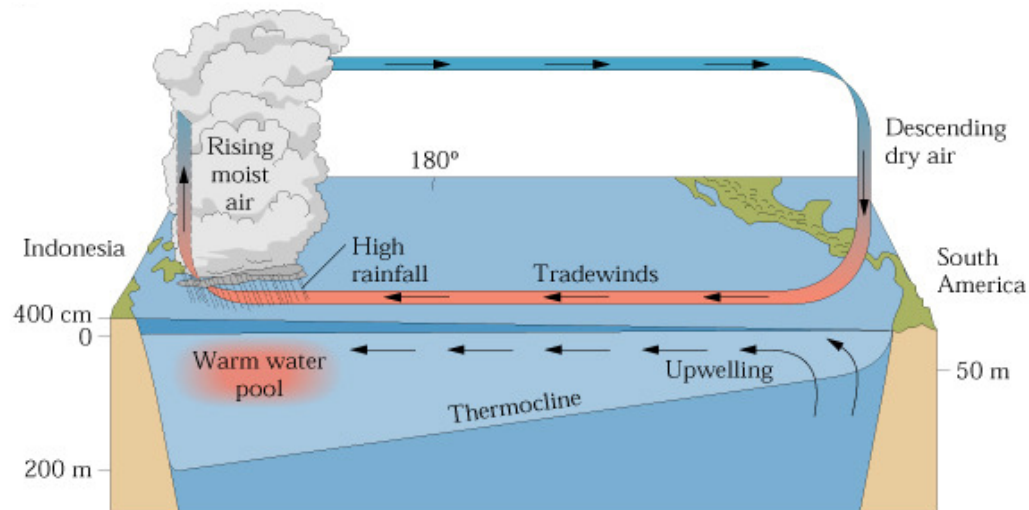 Rising
moist
air
180º
Descending
dry air
Indonesia
High
rainfall
Tradewinds
South
America
400 cm
0
Warm water
pool
Upwelling
50 m
Thermocline
200 m